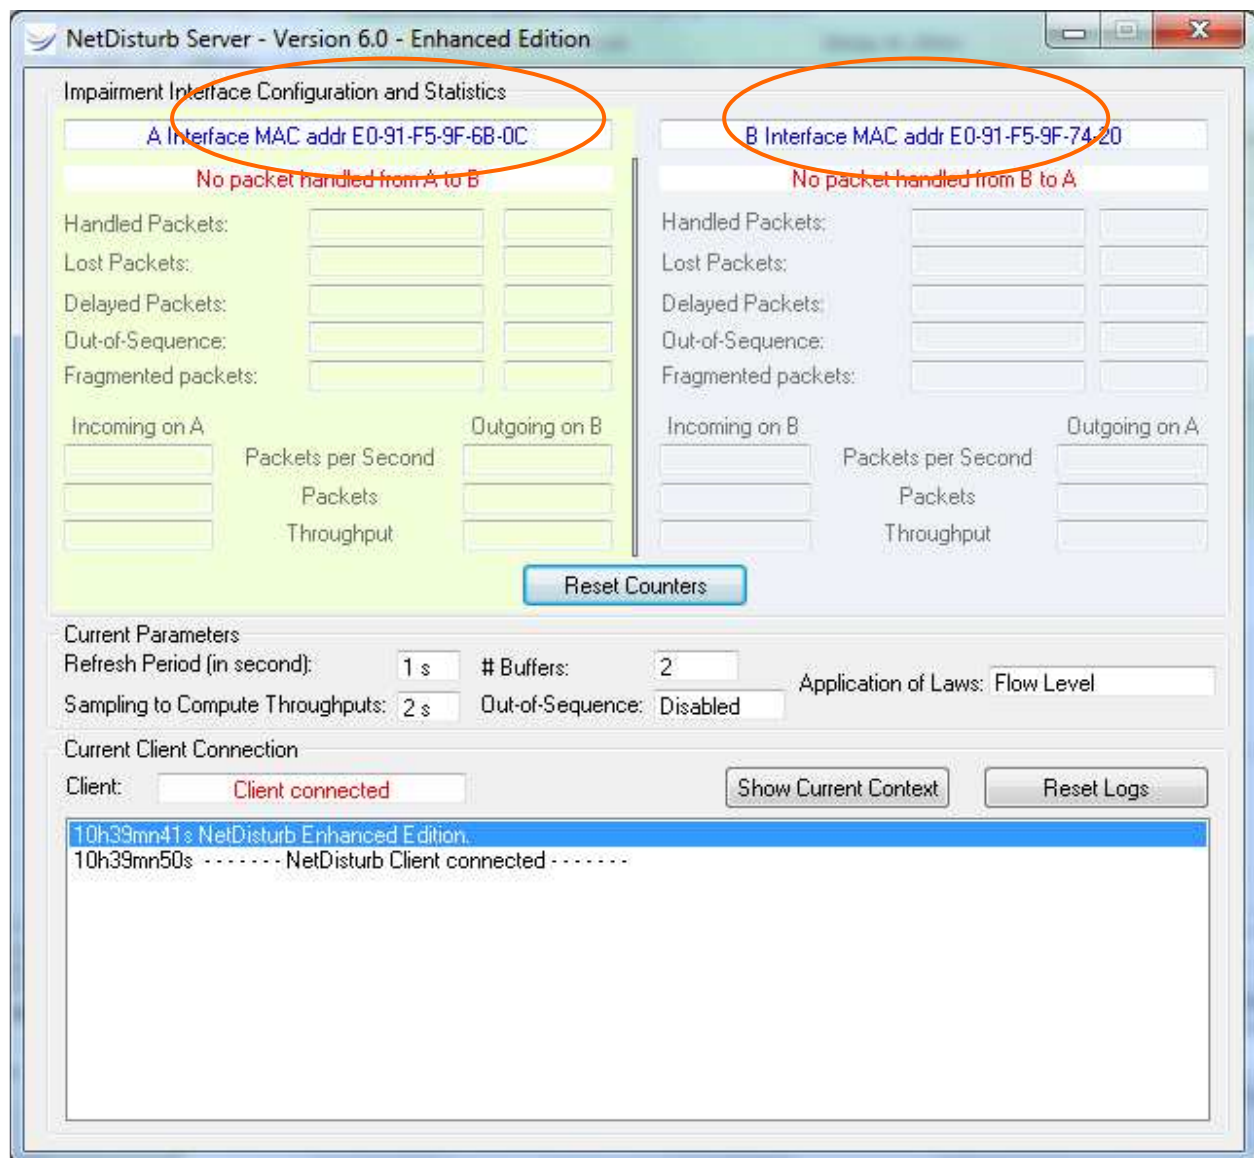 NetDisturb Server - Version 6.0 - Enhanced Edition
Impairment Interface Configuration and Statistics
A Interface MAC addr E0-91-F5-9F-6B-0C
No packet handled from A to B
Handled Packets:
Lost Packets:
Delayed Packets:
Out-of-Sequence:
Fragmented packets:
Incoming on A
Outgoing on B
Packets per Second
Packets
Throughput
B Interface MAC addr E0-91-F5-9F-74-20
No packet handled from B to A
Handled Packets:
Lost Packets:
Delayed Packets:
Out-of-Sequence:
Fragmented packets:
Incoming on B
Outgoing on A
Packets per Second
Packets
Throughput
Reset Counters
Current Parameters
Refresh Period (in second): 1 s # Buffers: 2
Sampling to Compute Throughputs: 2 s Out-of-Sequence: Disabled
Application of Laws: Flow Level
Current Client Connection
Client: Client connected Show Current Context Reset Logs
10h39mn41s NetDisturb Enhanced Edition.
10h39mn50s - - - - - - - NetDisturb Client connected - - - - - - -